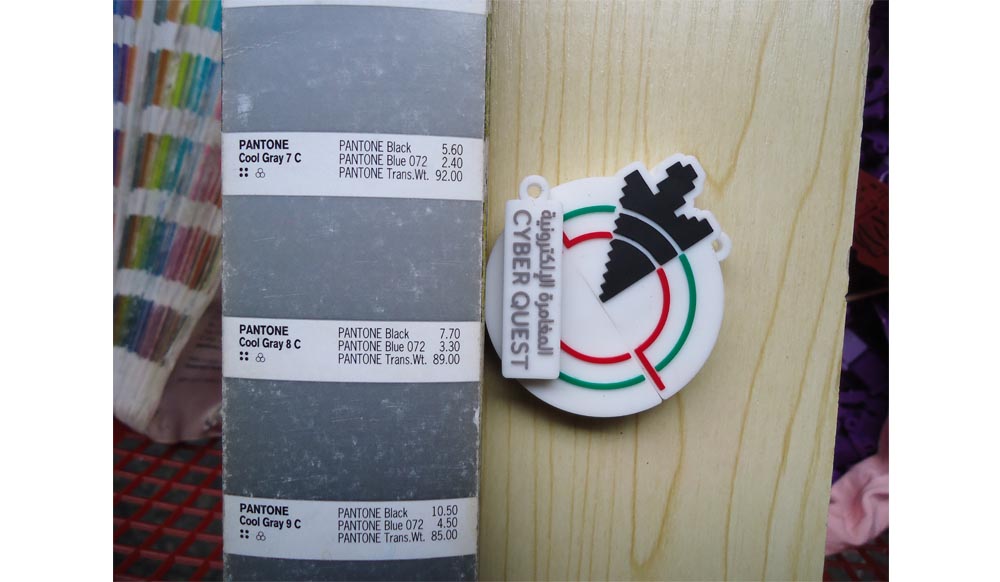 PANTONE
Cool Gray 7 C
PANTONE Black 5.60
PANTONE Blue 072 2.40
PANTONE Trans.Wt. 92.00
PANTONE
Cool Gray 8 C
PANTONE Black 7.70
PANTONE Blue 072 3.30
PANTONE Trans.Wt. 89.00
PANTONE
Cool Gray 9 C
PANTONE Black 10.50
PANTONE Blue 072 4.50
PANTONE Trans.Wt. 85.00
المغامرة الإلكترونية
CYBER QUEST